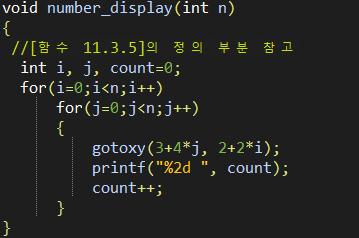 void number_display(int n)
{
//[함수 11.3.5]의 정의 부분 참고
int i, j, count=0;
for(i=0;i<n;i++)
for(j=0;j<n;j++)
{
gotoxy(3+4*j, 2+2*i);
printf("%2d ", count);
count++;
}
}